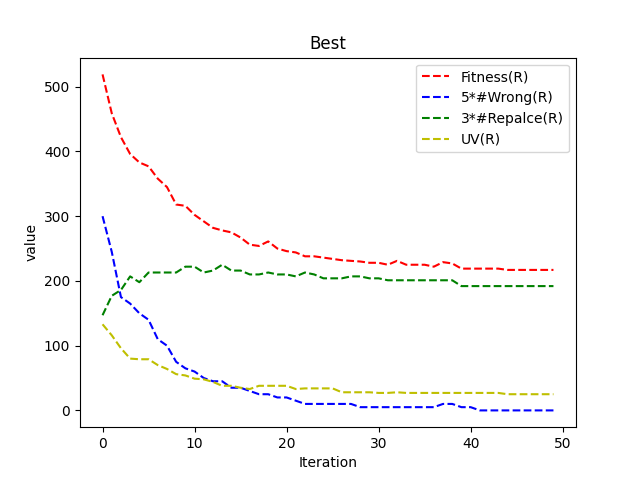 Best
Fitness(R)
5*#Wrong(R)
3*#Repalce(R)
UV(R)
value
500
400
300
200
100
0
0 10 20 30 40 50
Iteration